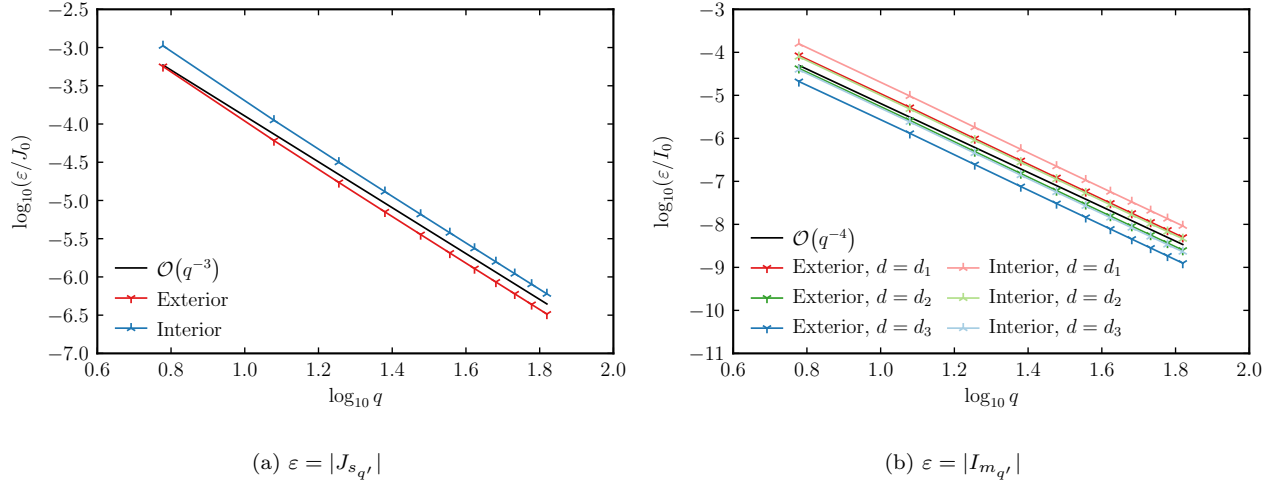 −2.5
−3.0
−3.5
−4.0
−4.5
−5.0
−5.5
−6.0
−6.5
−7.0
log₁₀(ε/J₀)
𝒪(q⁻³)
Exterior
Interior
0.6 0.8 1.0 1.2 1.4 1.6 1.8 2.0
log₁₀ q
(a) ε = |J_{s_{q′}}|
−3
−4
−5
−6
−7
−8
−9
−10
−11
log₁₀(ε/I₀)
𝒪(q⁻⁴)
Exterior, d = d₁ Interior, d = d₁
Exterior, d = d₂ Interior, d = d₂
Exterior, d = d₃ Interior, d = d₃
0.6 0.8 1.0 1.2 1.4 1.6 1.8 2.0
log₁₀ q
(b) ε = |I_{m_{q′}}|